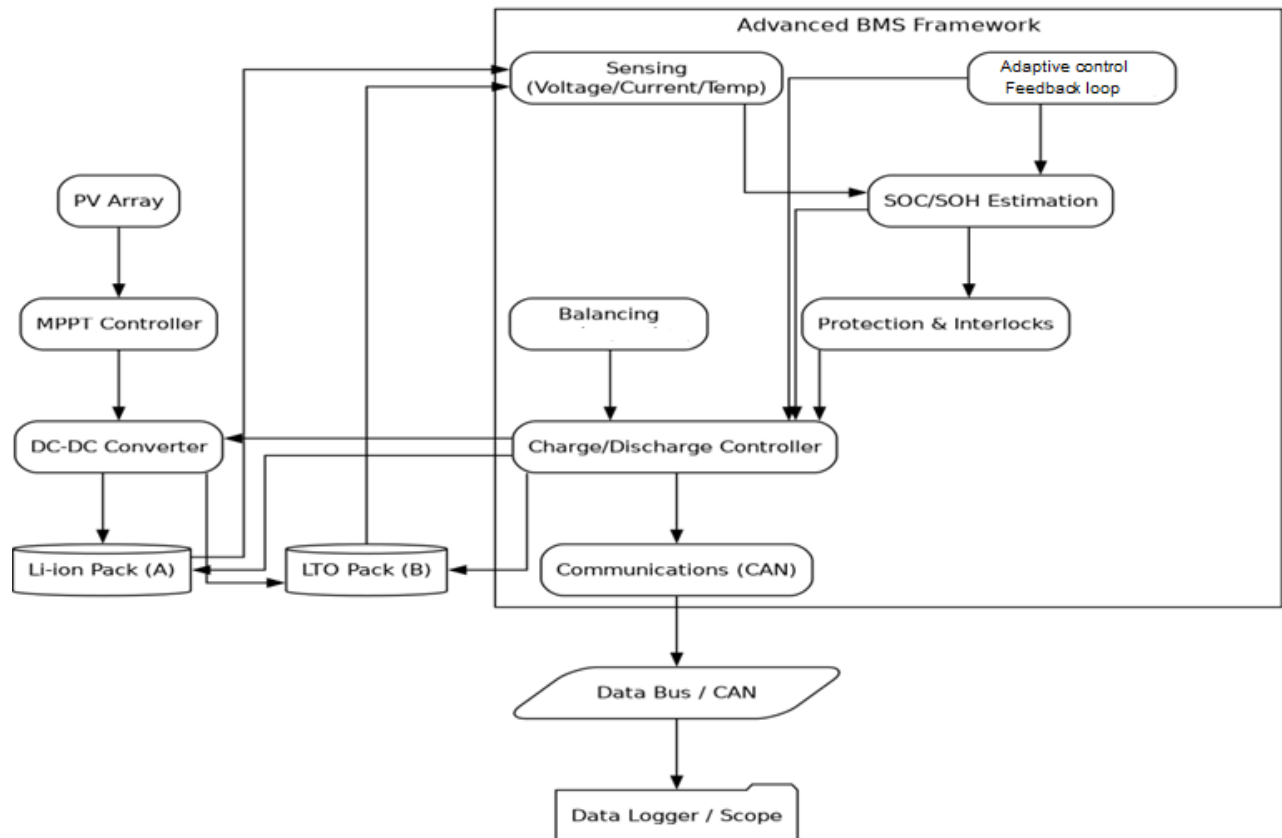 Advanced BMS Framework
Sensing
(Voltage/Current/Temp)
Adaptive control
Feedback loop
PV Array
SOC/SOH Estimation
MPPT Controller
Balancing
Protection & Interlocks
DC-DC Converter
Charge/Discharge Controller
Li-ion Pack (A)
LTO Pack (B)
Communications (CAN)
Data Bus / CAN
Data Logger / Scope